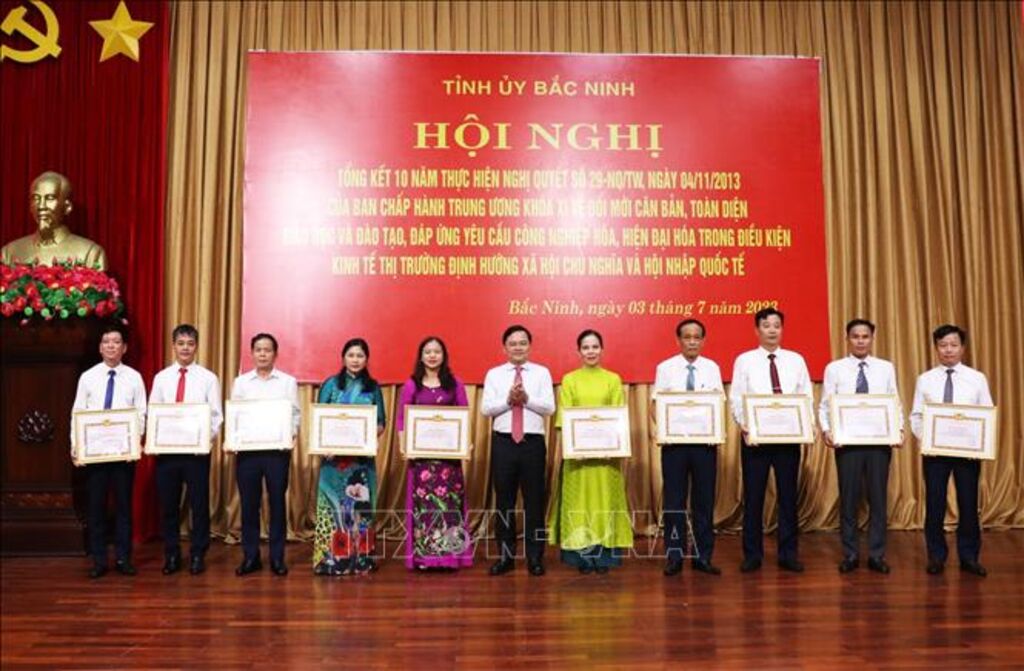 TỈNH ỦY BẮC NINH
HỘI NGHỊ
TỔNG KẾT 10 NĂM THỰC HIỆN NGHỊ QUYẾT SỐ 29-NQ/TW, NGÀY 04/11/2013
CỦA BAN CHẤP HÀNH TRUNG ƯƠNG KHÓA XI VỀ ĐỔI MỚI CĂN BẢN, TOÀN DIỆN
GIÁO DỤC VÀ ĐÀO TẠO, ĐÁP ỨNG YÊU CẦU CÔNG NGHIỆP HÓA, HIỆN ĐẠI HÓA TRONG ĐIỀU KIỆN
KINH TẾ THỊ TRƯỜNG ĐỊNH HƯỚNG XÃ HỘI CHỦ NGHĨA VÀ HỘI NHẬP QUỐC TẾ
Bắc Ninh, ngày 03 tháng 7 năm 2023
TTXVN - VNA